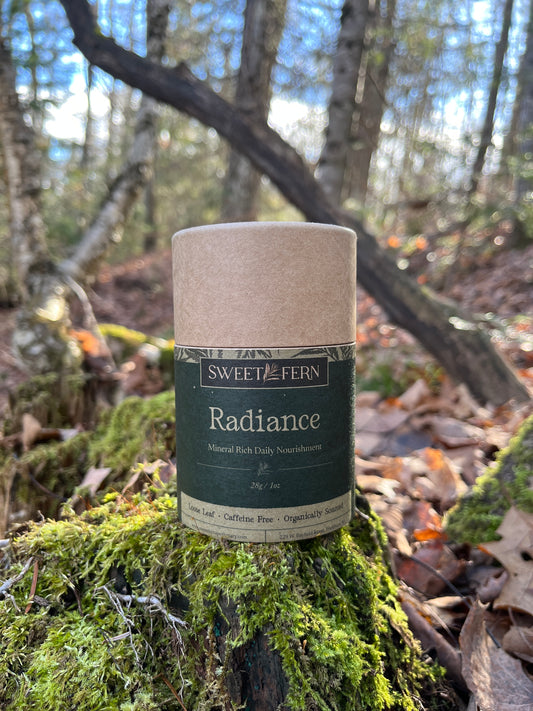 SWEET FERN
Radiance
Mineral Rich Daily Nourishment
28g / 1oz
Loose Leaf • Caffeine Free • Organically Sourced